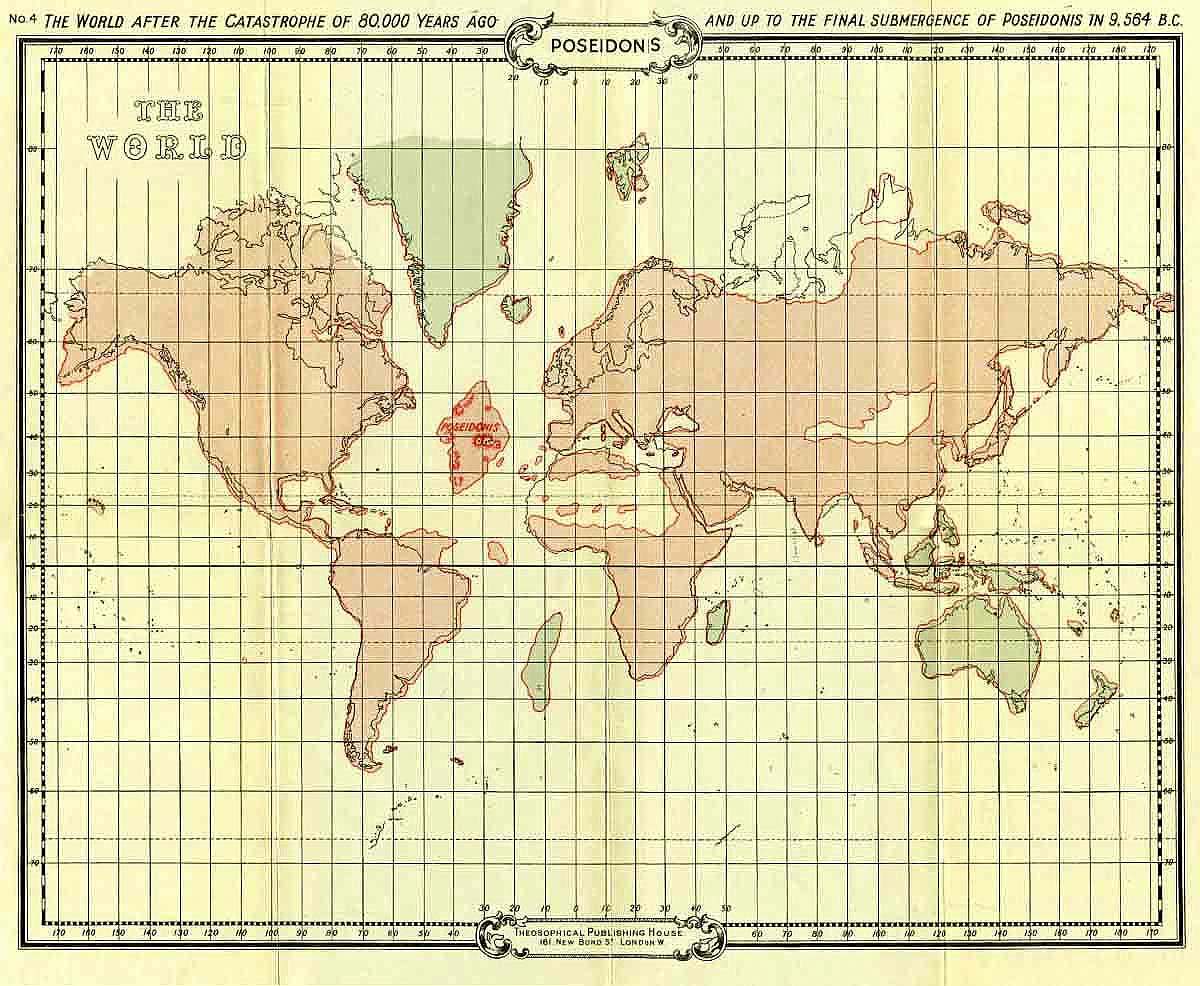 No. 4 THE WORLD AFTER THE CATASTROPHE OF 80,000 YEARS AGO
AND UP TO THE FINAL SUBMERGENCE OF POSEIDONIS IN 9,564 B.C.
POSEIDONIS
170 160 150 140 130 120 110 100 90 80 70 60 50 40 30
20 10 0 10 20 30 40
50 60 70 80 90 100 110 120 130 140 150 160 170
THE
WORLD
80 80
70 70
60 60
50 50
POSEIDONIS
40 40
30 30
20 20
10 10
0 0
10 10
20 20
30 30
40 40
50 50
60 60
70 70
30 20 10 0 10 20 30 40 50
THEOSOPHICAL PUBLISHING HOUSE
161 NEW BOND ST LONDON W.
170 160 150 140 130 120 110 100 90 80 70 60 50 40
60 70 80 90 100 110 120 130 140 150 160 170